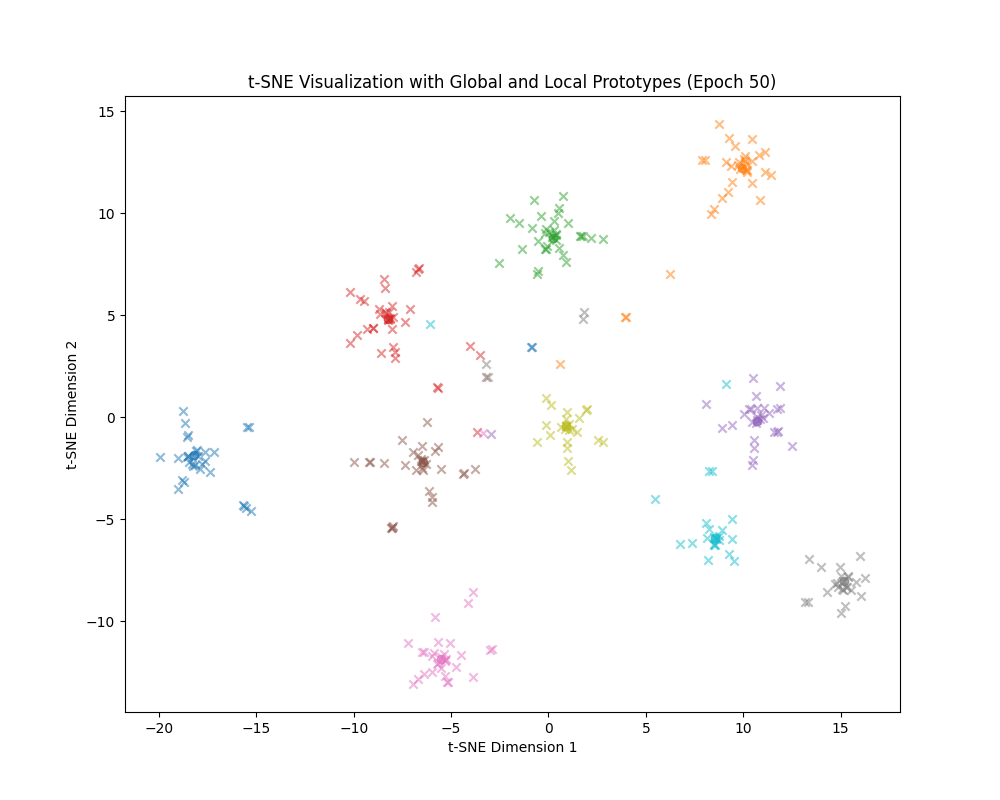 t-SNE Visualization with Global and Local Prototypes (Epoch 50)
15
10
5
0
−5
−10
t-SNE Dimension 2
−20 −15 −10 −5 0 5 10 15
t-SNE Dimension 1